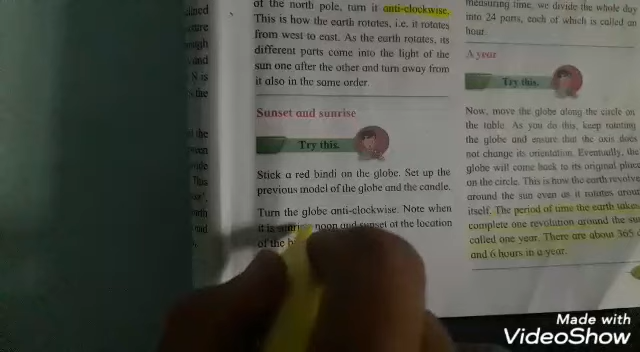 of the north pole, turn it anti-clockwise.
This is how the earth rotates, i.e. it rotates
from west to east. As the earth rotates, its
different parts come into the light of the
sun one after the other and turn away from
it also in the same order.
Sunset and sunrise
Try this.
Stick a red bindi on the globe. Set up the
previous model of the globe and the candle.
Turn the globe anti-clockwise. Note when
it is noon and sunset at the location
of the
measuring time, we divide the whole day
into 24 parts, each of which is called an
hour.
A year
Try this.
Now, move the globe along the circle on
the table. As you do this, keep rotating
the globe and ensure that the axis does
not change its orientation. Eventually, the
globe will come back to its original place
on the circle. This is how the earth revolve
around the sun even as it rotates
itself. The period of time the earth takes
complete one revolution around the
called one year. There are about 365
and 6 hours in a year.
Made with
VideoShow